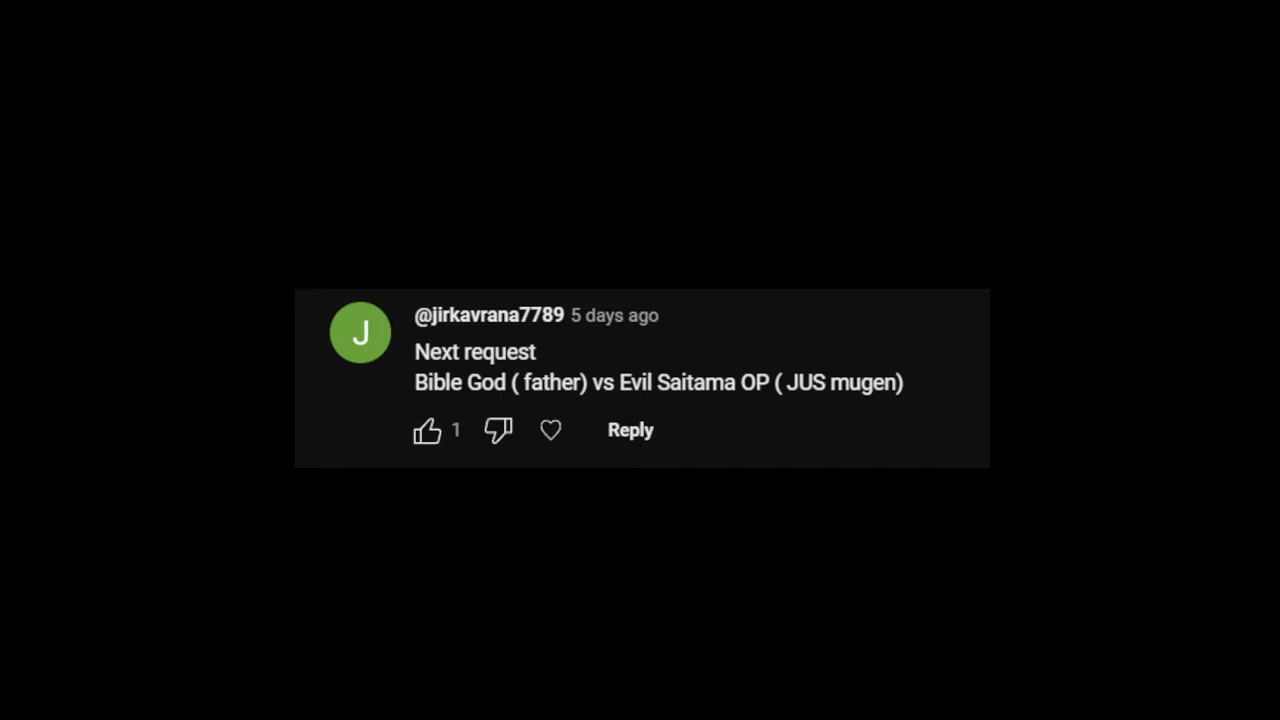 J
@jirkavrana7789 5 days ago
Next request
Bible God ( father) vs Evil Saitama OP ( JUS mugen)
1 Reply